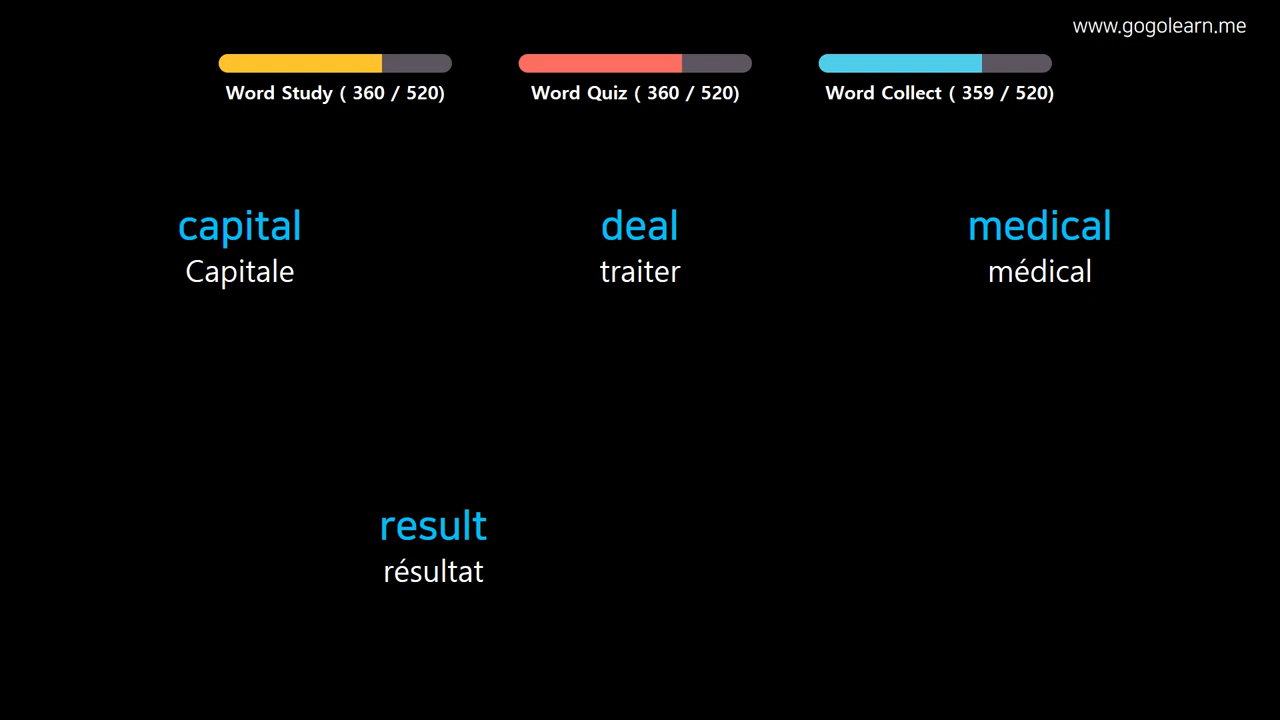 www.gogolearn.me
Word Study ( 360 / 520)
Word Quiz ( 360 / 520)
Word Collect ( 359 / 520)
capital
Capitale
deal
traiter
medical
médical
result
résultat